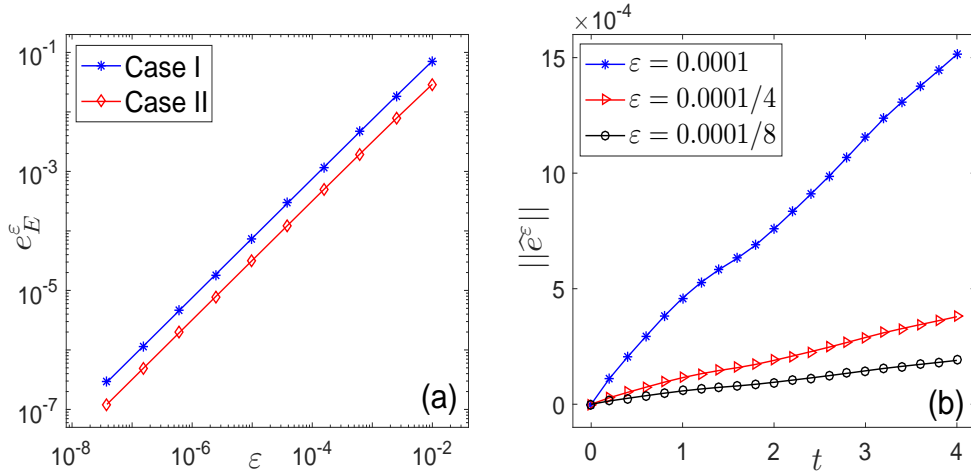 10^-1
10^-3
10^-5
10^-7
e_E^ε
Case I
Case II
(a)
10^-8
10^-6
10^-4
10^-2
ε
×10^-4
15
10
5
0
||ê^ε||
ε = 0.0001
ε = 0.0001/4
ε = 0.0001/8
(b)
0
1
2
3
4
t